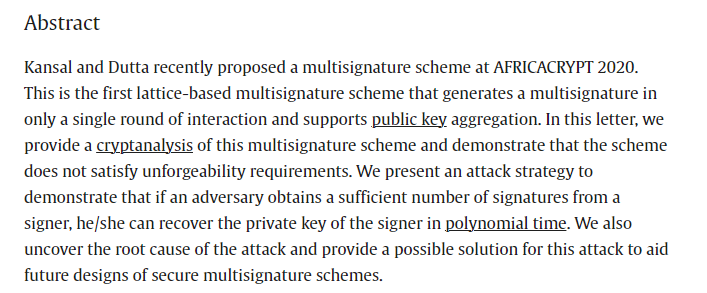 Abstract
Kansal and Dutta recently proposed a multisignature scheme at AFRICACRYPT 2020.
This is the first lattice-based multisignature scheme that generates a multisignature in
only a single round of interaction and supports public key aggregation. In this letter, we
provide a cryptanalysis of this multisignature scheme and demonstrate that the scheme
does not satisfy unforgeability requirements. We present an attack strategy to
demonstrate that if an adversary obtains a sufficient number of signatures from a
signer, he/she can recover the private key of the signer in polynomial time. We also
uncover the root cause of the attack and provide a possible solution for this attack to aid
future designs of secure multisignature schemes.